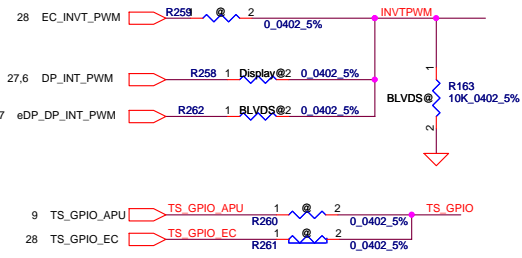 28 EC_INVT_PWM R259 1 @ 2 0_0402_5% INVTPWM
27,6 DP_INT_PWM R258 1 Display@ 2 0_0402_5%
1
BLVDS@ R163
10K_0402_5%
2
7 eDP_DP_INT_PWM R262 1 BLVDS@ 2 0_0402_5%
9 TS_GPIO_APU TS_GPIO_APU 1 @ 2 TS_GPIO
R260 0_0402_5%
28 TS_GPIO_EC TS_GPIO_EC 1 @ 2
R261 0_0402_5%